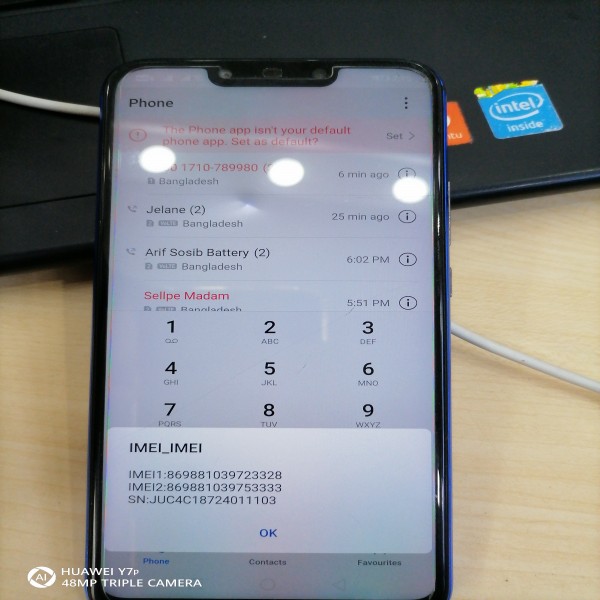 Phone
The Phone app isn't your default
phone app. Set as default?
Set
1710-789980
6 min ago
Bangladesh
Jelane (2)
25 min ago
Bangladesh
Arif Sosib Battery (2)
6:02 PM
Bangladesh
Sellpe Madam
5:51 PM
Bangladesh
1 2 3
ABC DEF
4 5 6
GHI JKL MNO
7 8 9
PQRS TUV WXYZ
IMEI_IMEI
IMEI1:869881039723328
IMEI2:869881039753333
SN:JUC4C18724011103
OK
Phone Contacts Favourites
intel
inside
AI HUAWEI Y7p
48MP TRIPLE CAMERA